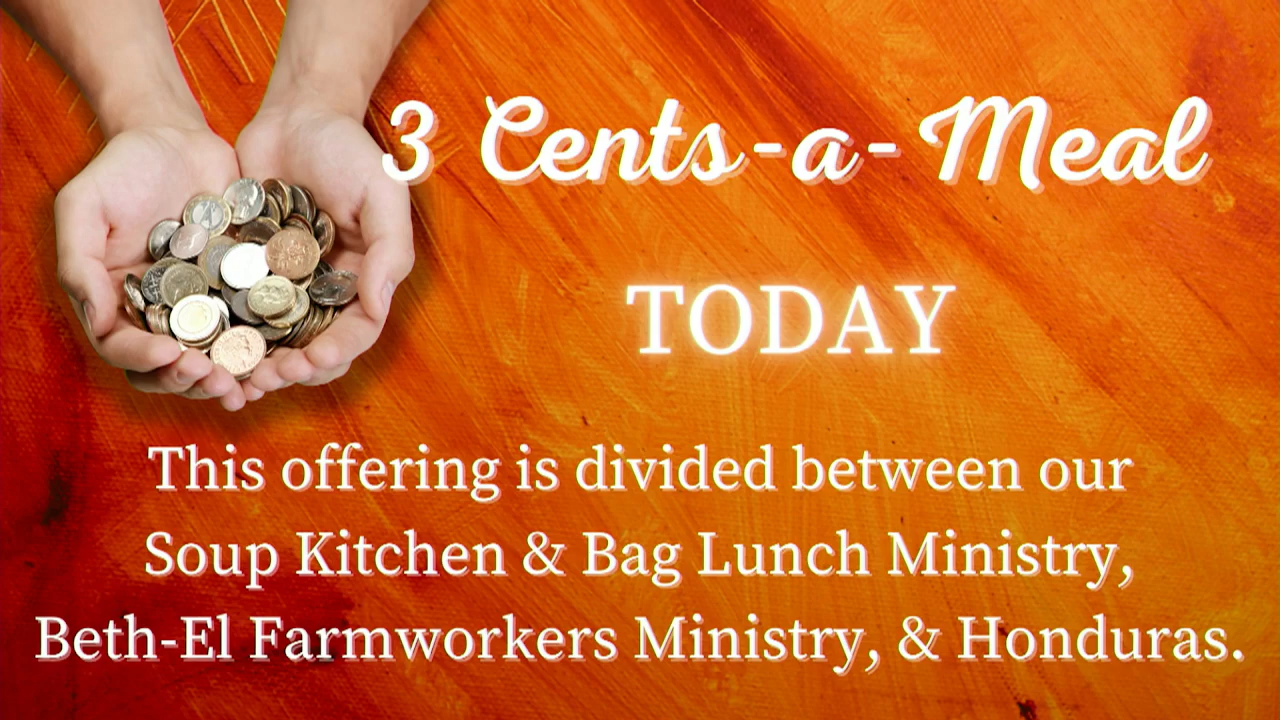 3 Cents-a-Meal
TODAY
This offering is divided between our
Soup Kitchen & Bag Lunch Ministry,
Beth-El Farmworkers Ministry, & Honduras.